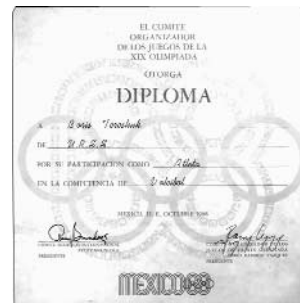 EL COMITE
ORGANIZADOR
DE LOS JUEGOS DE LA
XIX OLIMPIADA
OTORGA
DIPLOMA
A Boris
DE U.R.S.S.
POR SU PARTICIPACION COMO Atleta
EN LA COMPETENCIA DE Voleibol
MEXICO, D. F., OCTUBRE 1968
PRESIDENTE
MEXICO68